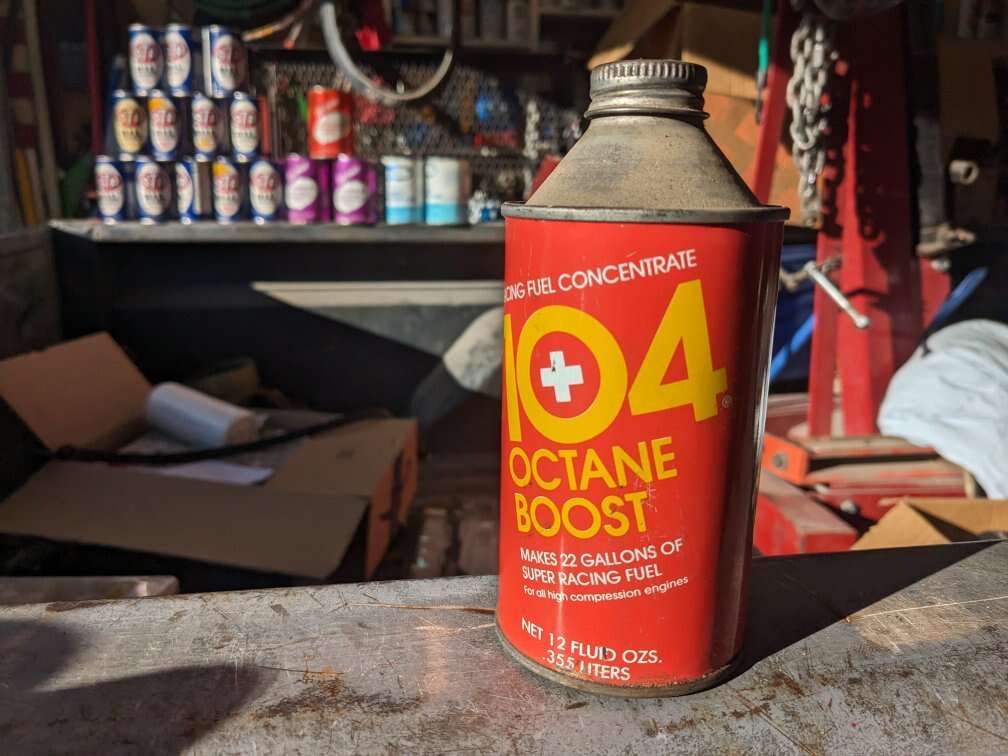 CING FUEL CONCENTRATE
104®
OCTANE
BOOST
MAKES 22 GALLONS OF
SUPER RACING FUEL
For all high compression engines
NET 12 FLUID OZS.
.355 LITERS